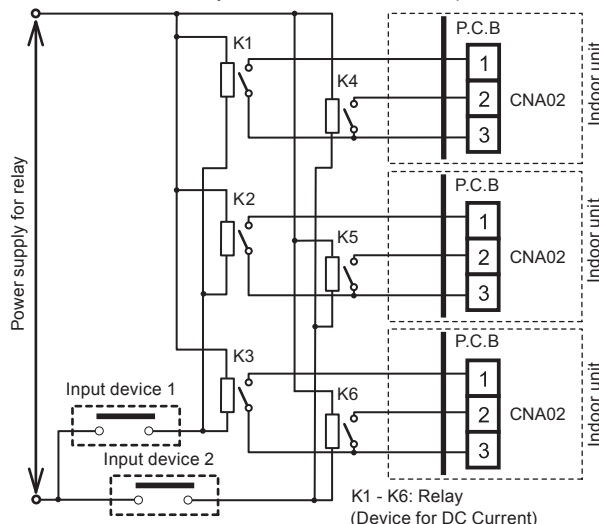 P.C.B
K1
1
K4
2
CNA02
3
Indoor unit
P.C.B
K2
1
K5
2
CNA02
3
Indoor unit
Power supply for relay
P.C.B
K3
1
Input device 1
K6
2
CNA02
3
Indoor unit
Input device 2
K1 - K6: Relay
(Device for DC Current)